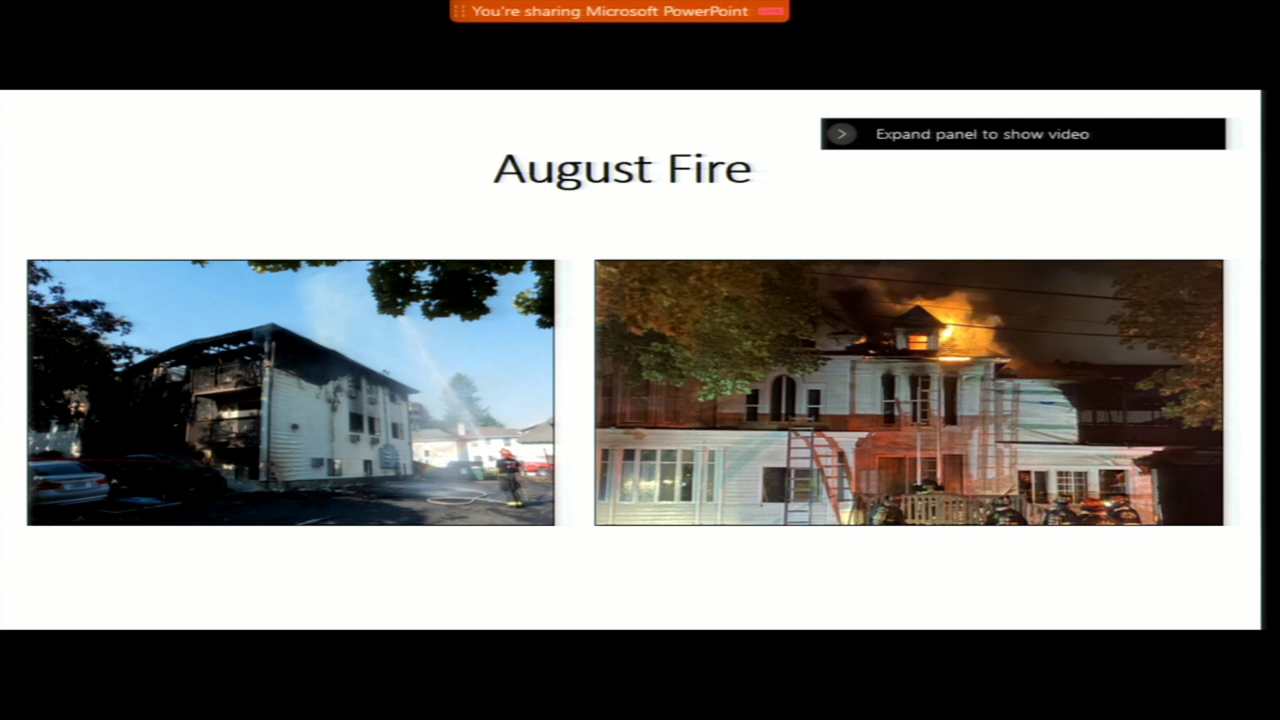 You're sharing Microsoft PowerPoint
Expand panel to show video
August Fire